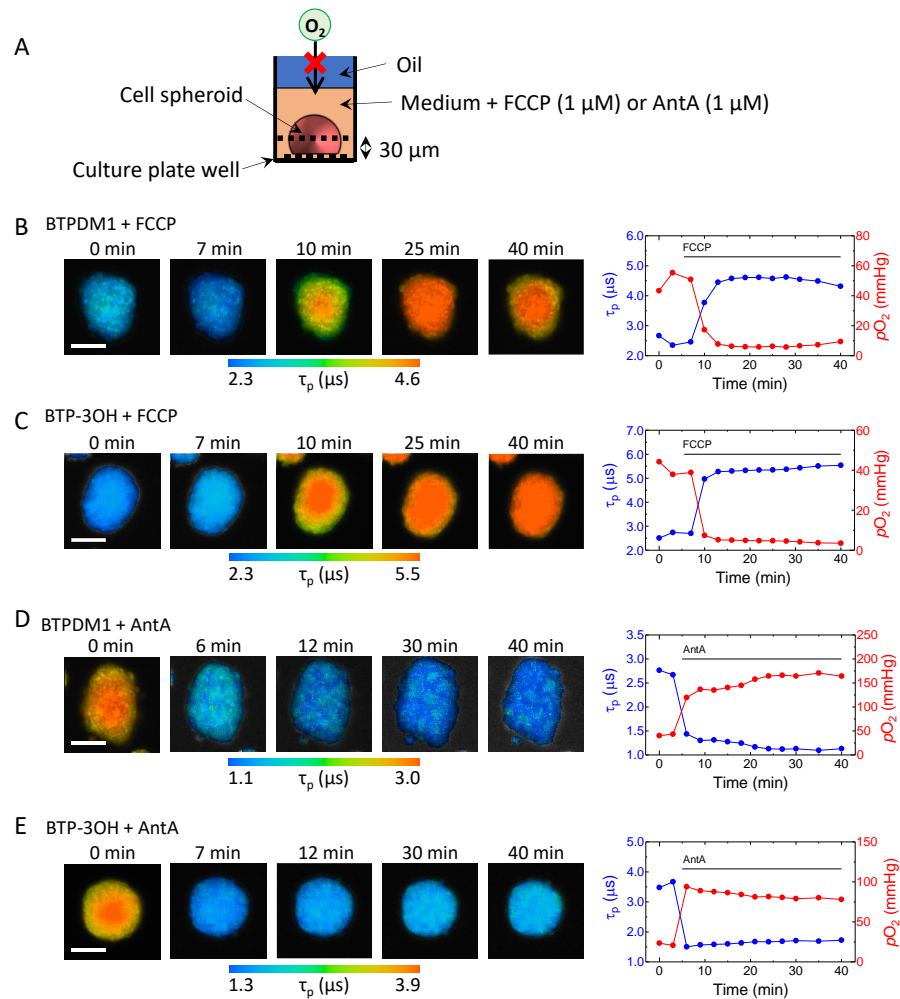 A
O₂
Oil
Cell spheroid
Medium + FCCP (1 µM) or AntA (1 µM)
30 µm
Culture plate well
B
BTPDM1 + FCCP
0 min 7 min 10 min 25 min 40 min
2.3 τp (µs) 4.6
6.0 5.0 4.0 3.0 2.0
τp (µs)
FCCP
80 60 40 20 0
pO₂ (mmHg)
0 10 20 30 40
Time (min)
C
BTP-3OH + FCCP
0 min 7 min 10 min 25 min 40 min
2.3 τp (µs) 5.5
7.0 6.0 5.0 4.0 3.0 2.0
τp (µs)
FCCP
60 40 20 0
pO₂ (mmHg)
0 10 20 30 40
Time (min)
D
BTPDM1 + AntA
0 min 6 min 12 min 30 min 40 min
1.1 τp (µs) 3.0
3.5 3.0 2.5 2.0 1.5 1.0
τp (µs)
AntA
250 200 150 100 50 0
pO₂ (mmHg)
0 10 20 30 40
Time (min)
E
BTP-3OH + AntA
0 min 7 min 12 min 30 min 40 min
1.3 τp (µs) 3.9
5.0 4.0 3.0 2.0 1.0
τp (µs)
AntA
150 100 50 0
pO₂ (mmHg)
0 10 20 30 40
Time (min)